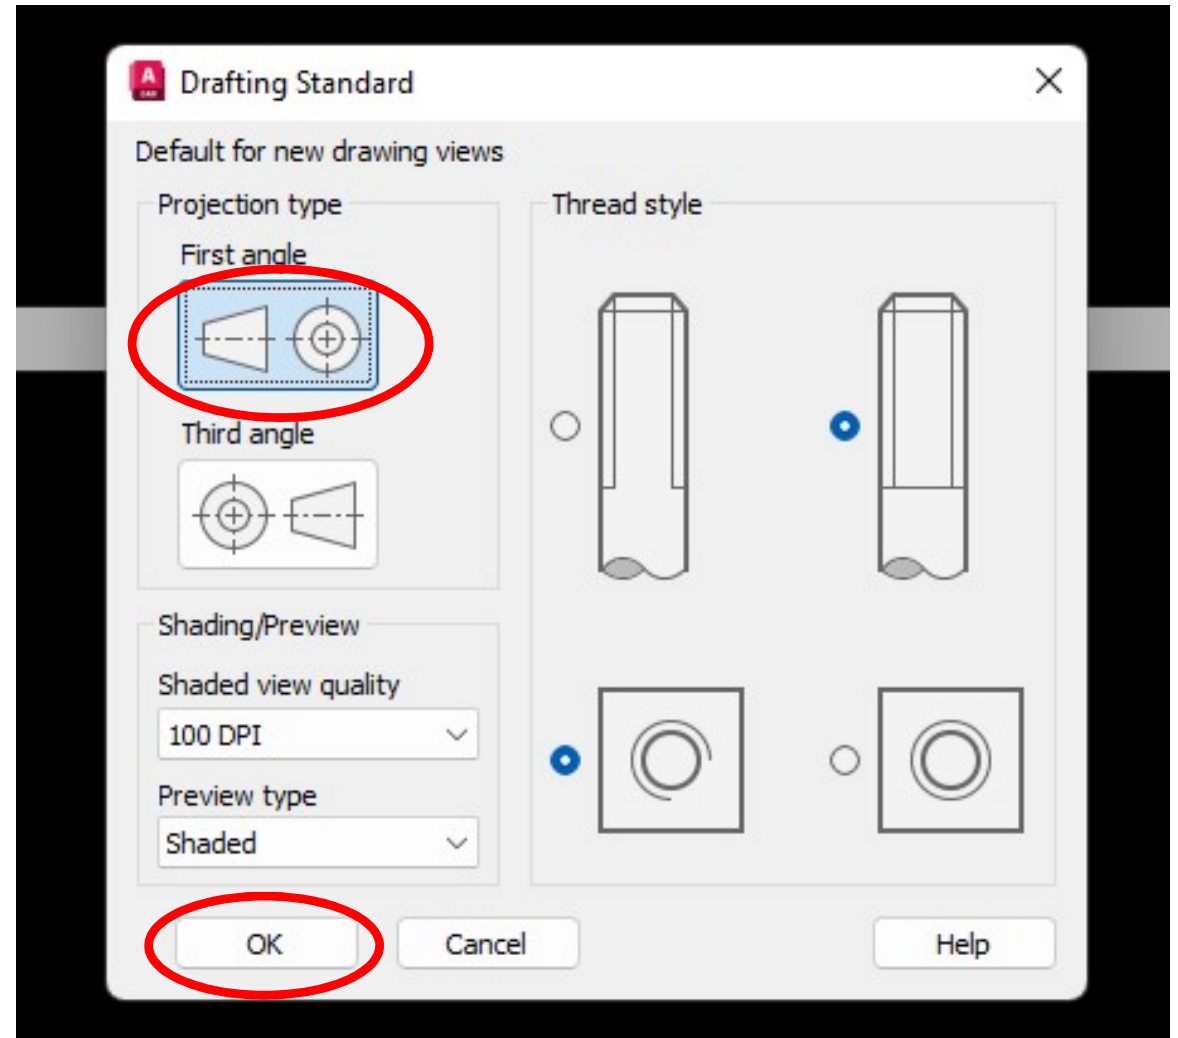 A
CAD
Drafting Standard
Default for new drawing views
Projection type
First angle
Third angle
Thread style
Shading/Preview
Shaded view quality
100 DPI
Preview type
Shaded
OK
Cancel
Help